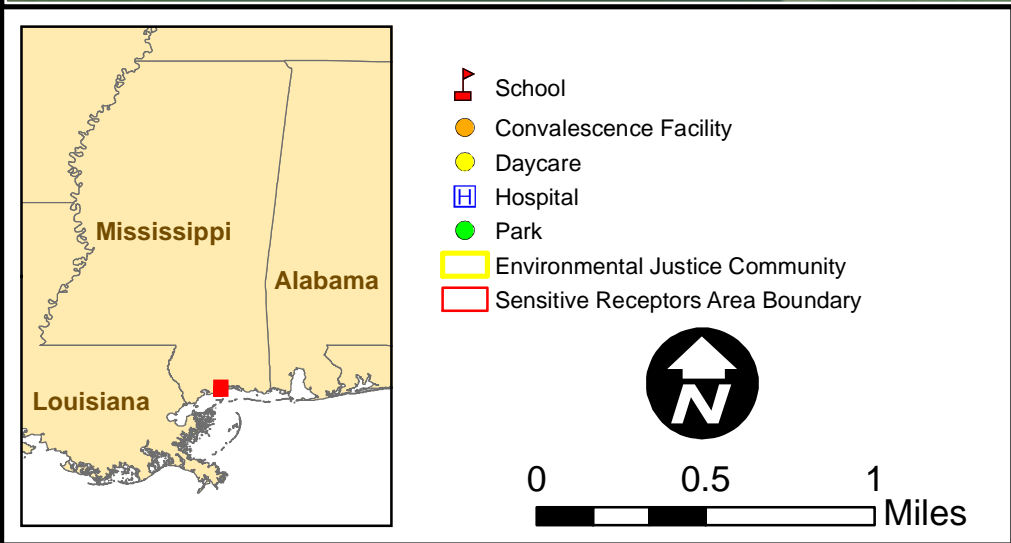 Mississippi
Alabama
Louisiana
School
Convalescence Facility
Daycare
H Hospital
Park
Environmental Justice Community
Sensitive Receptors Area Boundary
N
0 0.5 1
Miles